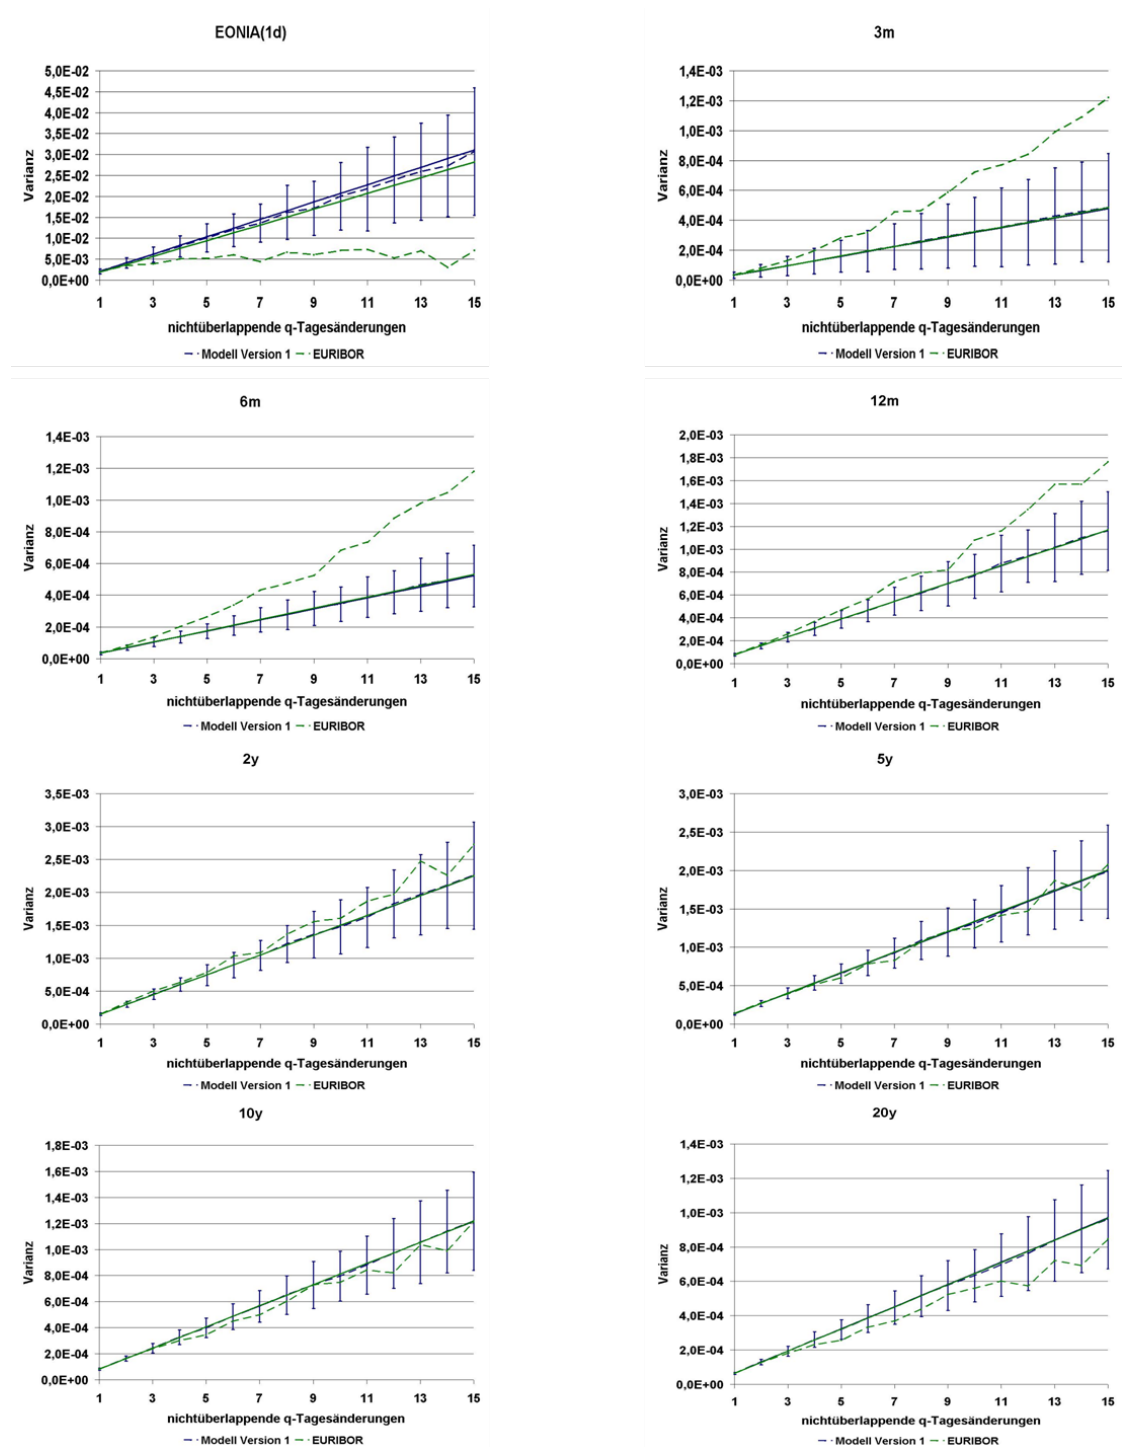 EONIA(1d)
5,0E-02
4,5E-02
4,0E-02
3,5E-02
3,0E-02
2,5E-02
2,0E-02
1,5E-02
1,0E-02
5,0E-03
0,0E+00
Varianz
1 3 5 7 9 11 13 15
nichtüberlappende q-Tagesänderungen
Modell Version 1 EURIBOR
3m
1,4E-03
1,2E-03
1,0E-03
8,0E-04
6,0E-04
4,0E-04
2,0E-04
0,0E+00
Varianz
1 3 5 7 9 11 13 15
nichtüberlappende q-Tagesänderungen
Modell Version 1 EURIBOR
6m
1,4E-03
1,2E-03
1,0E-03
8,0E-04
6,0E-04
4,0E-04
2,0E-04
0,0E+00
Varianz
1 3 5 7 9 11 13 15
nichtüberlappende q-Tagesänderungen
Modell Version 1 EURIBOR
12m
2,0E-03
1,8E-03
1,6E-03
1,4E-03
1,2E-03
1,0E-03
8,0E-04
6,0E-04
4,0E-04
2,0E-04
0,0E+00
Varianz
1 3 5 7 9 11 13 15
nichtüberlappende q-Tagesänderungen
Modell Version 1 EURIBOR
2y
3,5E-03
3,0E-03
2,5E-03
2,0E-03
1,5E-03
1,0E-03
5,0E-04
0,0E+00
Varianz
1 3 5 7 9 11 13 15
nichtüberlappende q-Tagesänderungen
Modell Version 1 EURIBOR
5y
3,0E-03
2,5E-03
2,0E-03
1,5E-03
1,0E-03
5,0E-04
0,0E+00
Varianz
1 3 5 7 9 11 13 15
nichtüberlappende q-Tagesänderungen
Modell Version 1 EURIBOR
10y
1,8E-03
1,6E-03
1,4E-03
1,2E-03
1,0E-03
8,0E-04
6,0E-04
4,0E-04
2,0E-04
0,0E+00
Varianz
1 3 5 7 9 11 13 15
nichtüberlappende q-Tagesänderungen
Modell Version 1 EURIBOR
20y
1,4E-03
1,2E-03
1,0E-03
8,0E-04
6,0E-04
4,0E-04
2,0E-04
0,0E+00
Varianz
1 3 5 7 9 11 13 15
nichtüberlappende q-Tagesänderungen
Modell Version 1 EURIBOR